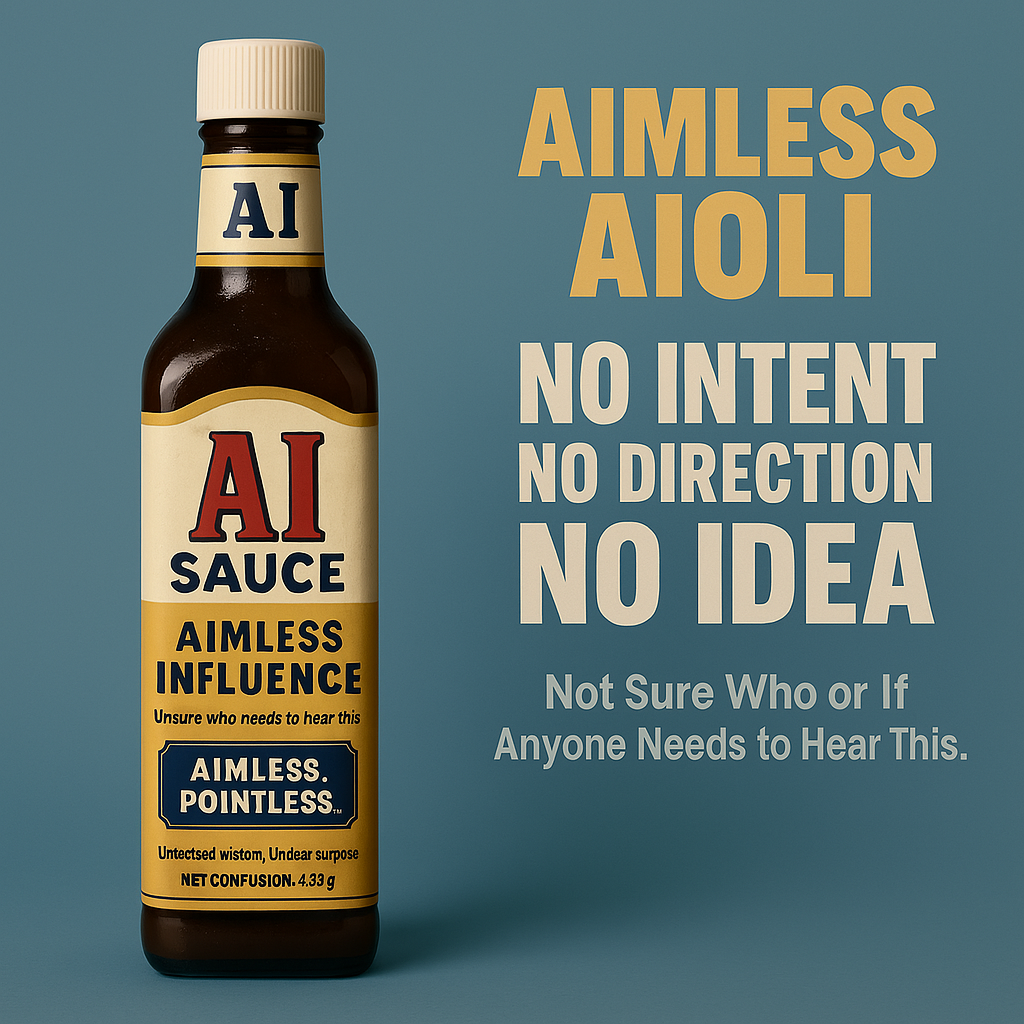 AI
AI
SAUCE
AIMLESS
INFLUENCE
Unsure who needs to hear this
AIMLESS.
POINTLESS™
Untectsed wistom, Undear surpose
NET CONFUSION. 4.33 g
AIMLESS
AIOLI
NO INTENT
NO DIRECTION
NO IDEA
Not Sure Who or If
Anyone Needs to Hear This.